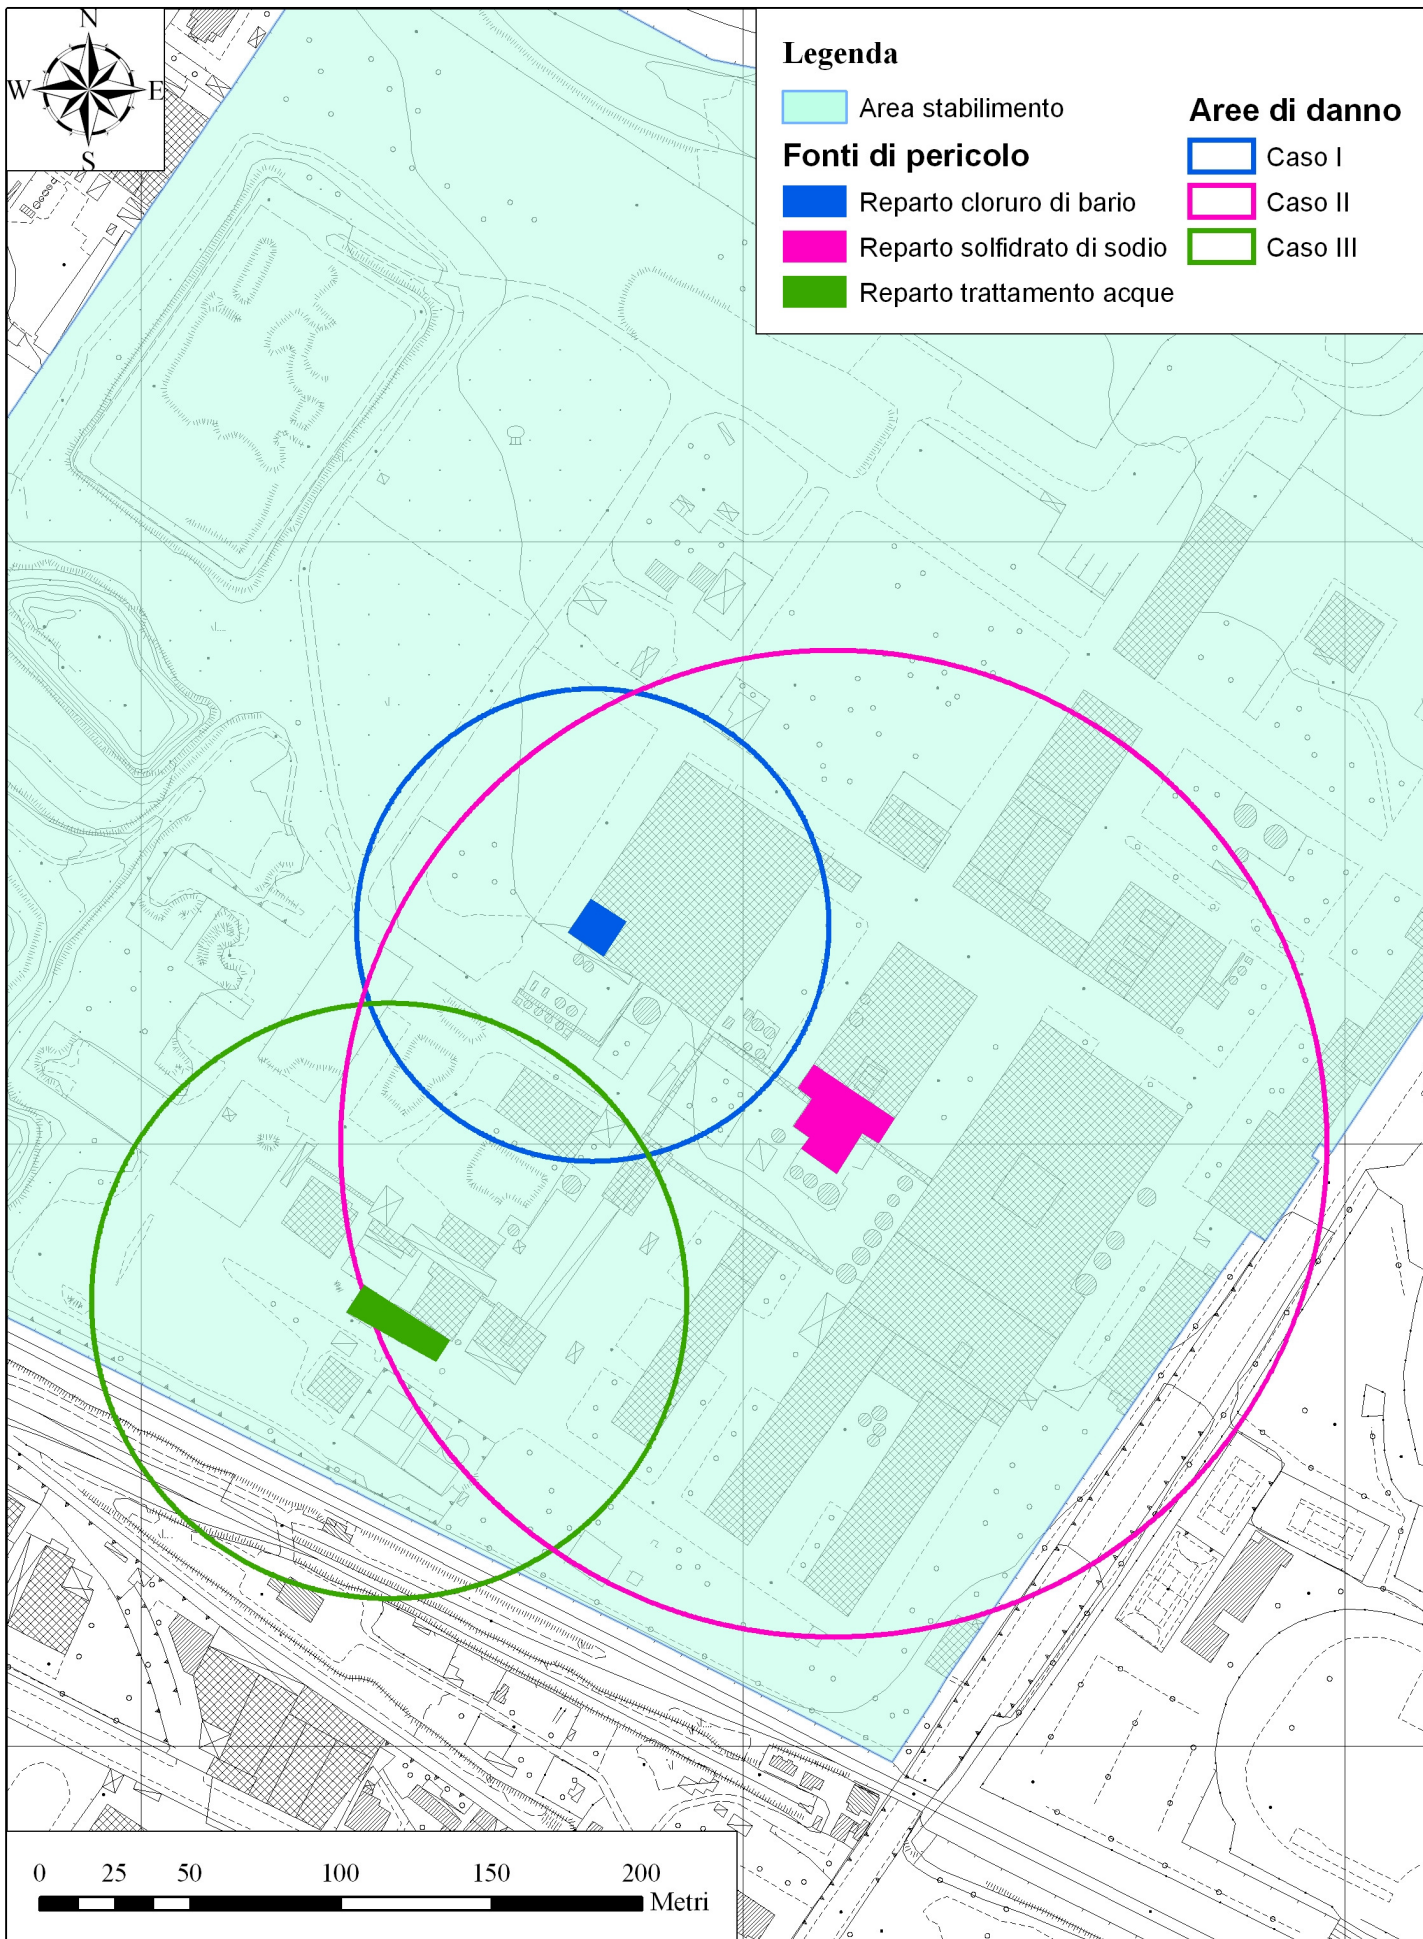 N
W E
S
Legenda
Area stabilimento
Fonti di pericolo
Reparto cloruro di bario
Reparto solfidrato di sodio
Reparto trattamento acque
Aree di danno
Caso I
Caso II
Caso III
0 25 50 100 150 200
Metri